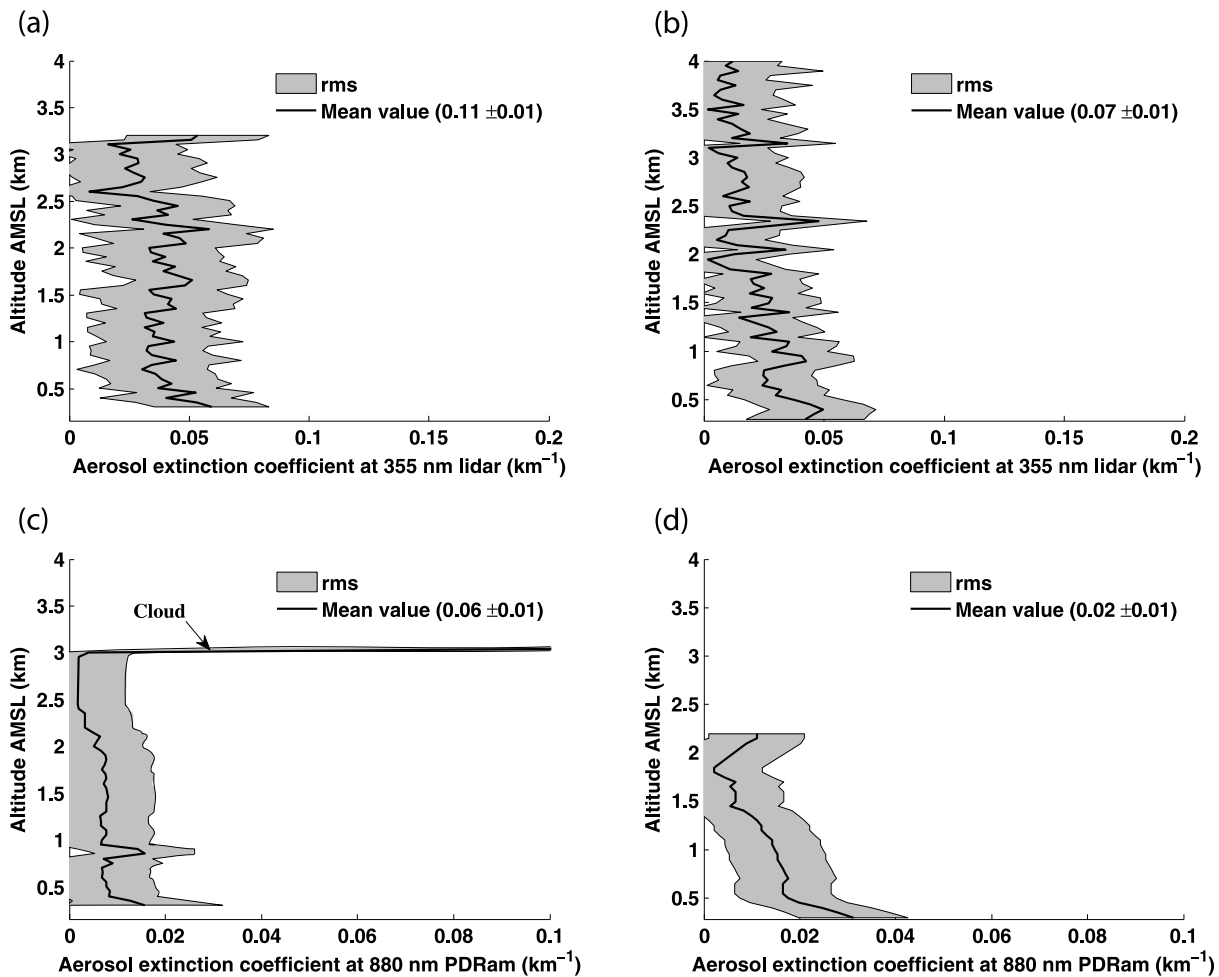 (a)
4
3.5
3
2.5
2
1.5
1
0.5
Altitude AMSL (km)
rms
Mean value (0.11 ±0.01)
0 0.05 0.1 0.15 0.2
Aerosol extinction coefficient at 355 nm lidar (km⁻¹)
(b)
4
3.5
3
2.5
2
1.5
1
0.5
Altitude AMSL (km)
rms
Mean value (0.07 ±0.01)
0 0.05 0.1 0.15 0.2
Aerosol extinction coefficient at 355 nm lidar (km⁻¹)
(c)
4
3.5
3
2.5
2
1.5
1
0.5
Altitude AMSL (km)
rms
Mean value (0.06 ±0.01)
Cloud
0 0.02 0.04 0.06 0.08 0.1
Aerosol extinction coefficient at 880 nm PDRam (km⁻¹)
(d)
4
3.5
3
2.5
2
1.5
1
0.5
Altitude AMSL (km)
rms
Mean value (0.02 ±0.01)
0 0.02 0.04 0.06 0.08 0.1
Aerosol extinction coefficient at 880 nm PDRam (km⁻¹)